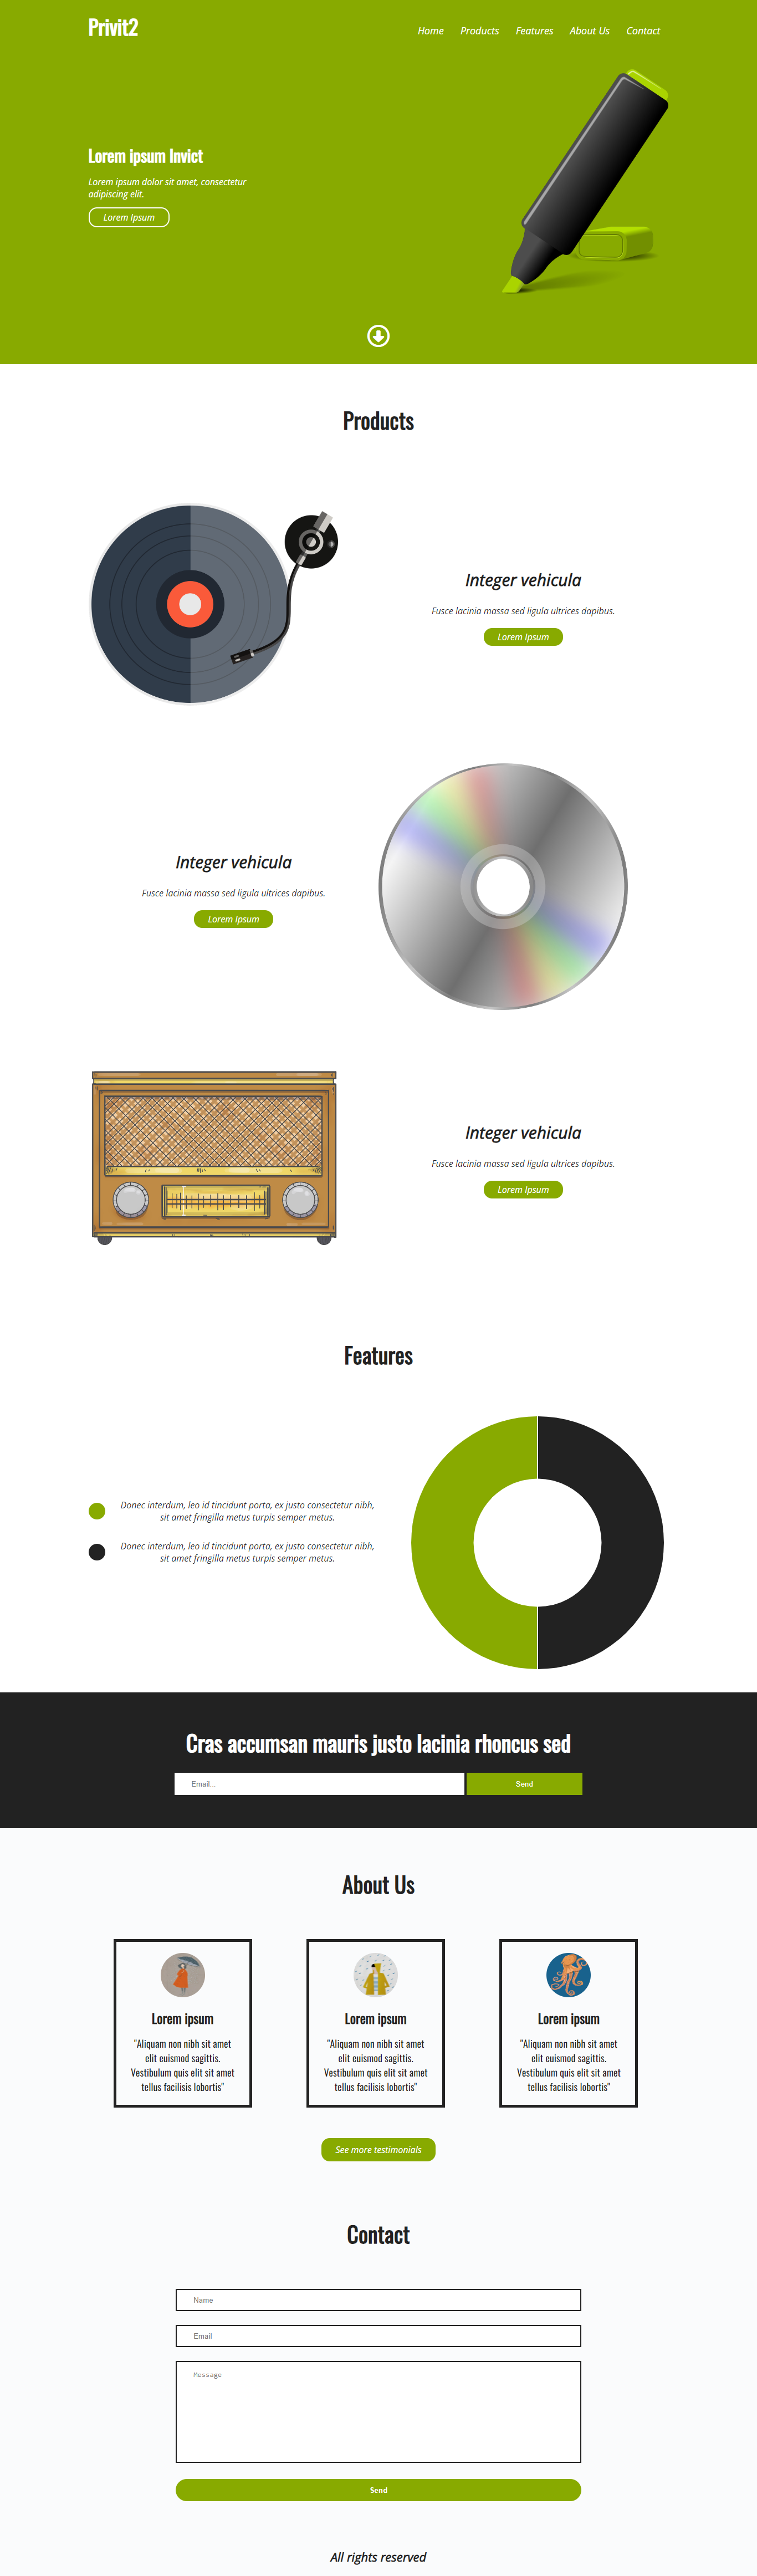 Privit2
Home Products Features About Us Contact
Lorem ipsum Invict
Lorem ipsum dolor sit amet, consectetur
adipiscing elit.
Lorem Ipsum
Products
Integer vehicula
Fusce lacinia massa sed ligula ultrices dapibus.
Lorem Ipsum
Integer vehicula
Fusce lacinia massa sed ligula ultrices dapibus.
Lorem Ipsum
Integer vehicula
Fusce lacinia massa sed ligula ultrices dapibus.
Lorem Ipsum
Features
Donec interdum, leo id tincidunt porta, ex justo consectetur nibh,
sit amet fringilla metus turpis semper metus.
Donec interdum, leo id tincidunt porta, ex justo consectetur nibh,
sit amet fringilla metus turpis semper metus.
Cras accumsan mauris justo lacinia rhoncus sed
Email... Send
About Us
Lorem ipsum
"Aliquam non nibh sit amet
elit euismod sagittis.
Vestibulum quis elit sit amet
tellus facilisis lobortis"
Lorem ipsum
"Aliquam non nibh sit amet
elit euismod sagittis.
Vestibulum quis elit sit amet
tellus facilisis lobortis"
Lorem ipsum
"Aliquam non nibh sit amet
elit euismod sagittis.
Vestibulum quis elit sit amet
tellus facilisis lobortis"
See more testimonials
Contact
Name
Email
Message
Send
All rights reserved